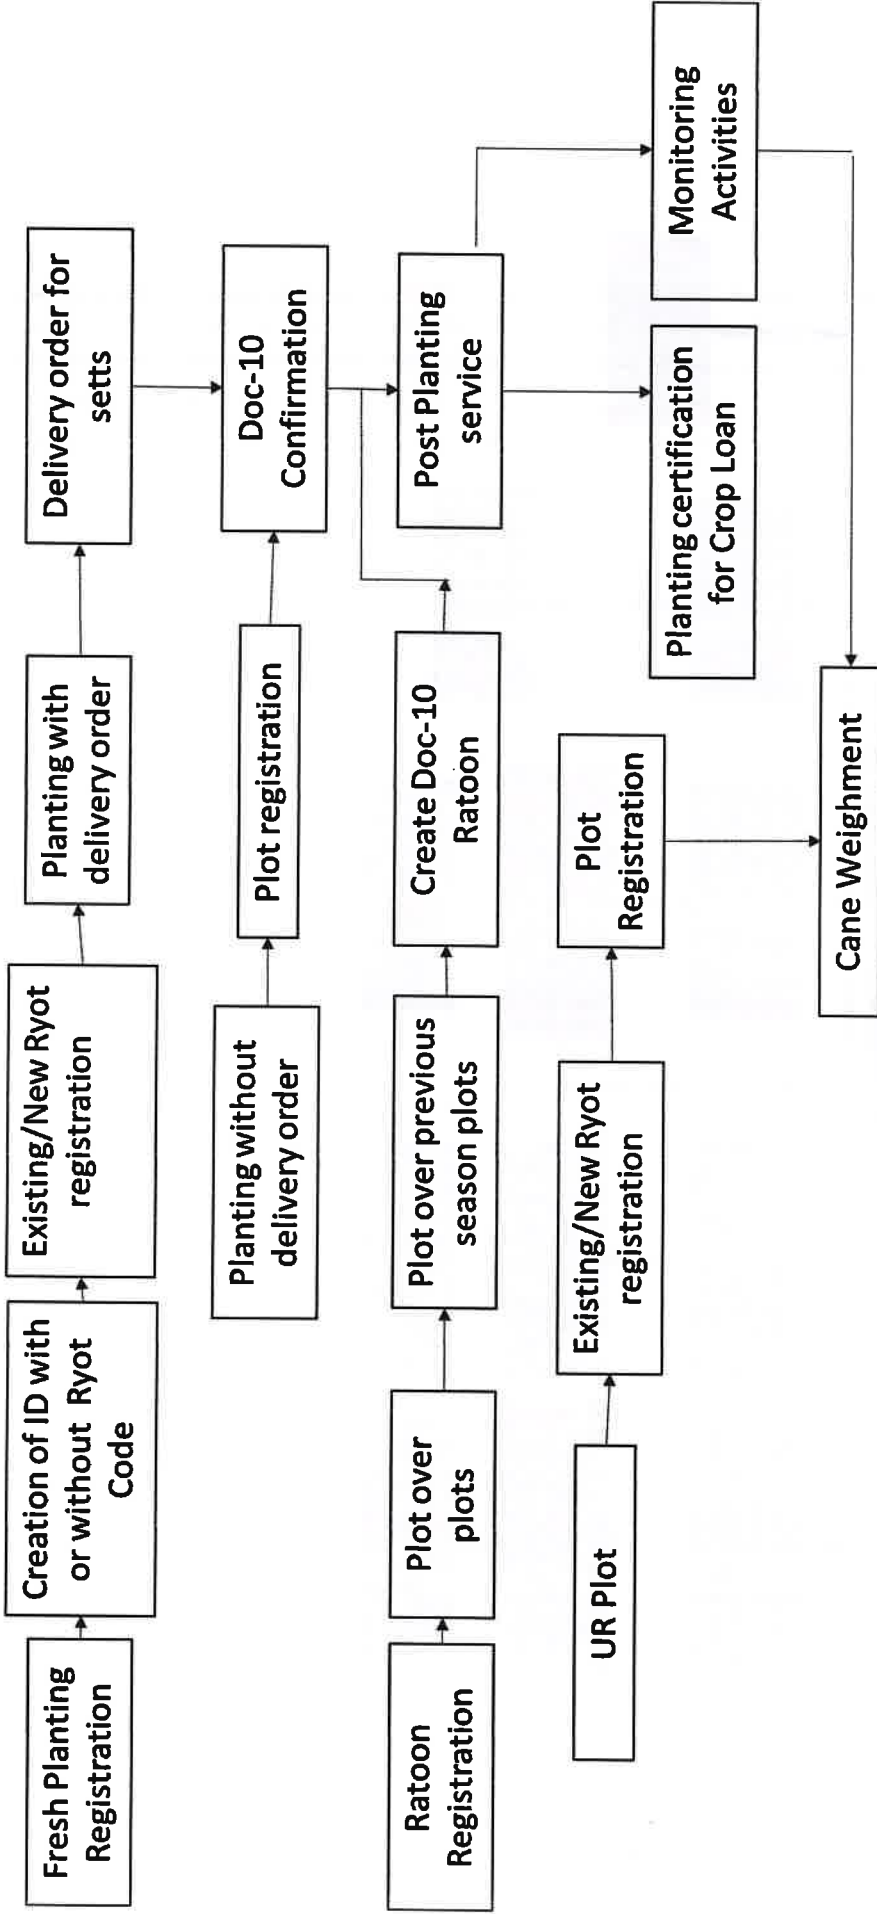 Fresh Planting
Registration
Creation of ID with
or without Ryot
Code
Existing/New Ryot
registration
Planting with
delivery order
Delivery order for
setts
Planting without
delivery order
Plot registration
Doc-10
Confirmation
Ratoon
Registration
Plot over
plots
Plot over previous
season plots
Create Doc-10
Ratoon
Post Planting
service
UR Plot
Existing/New Ryot
registration
Plot
Registration
Planting certification
for Crop Loan
Monitoring
Activities
Cane Weighment